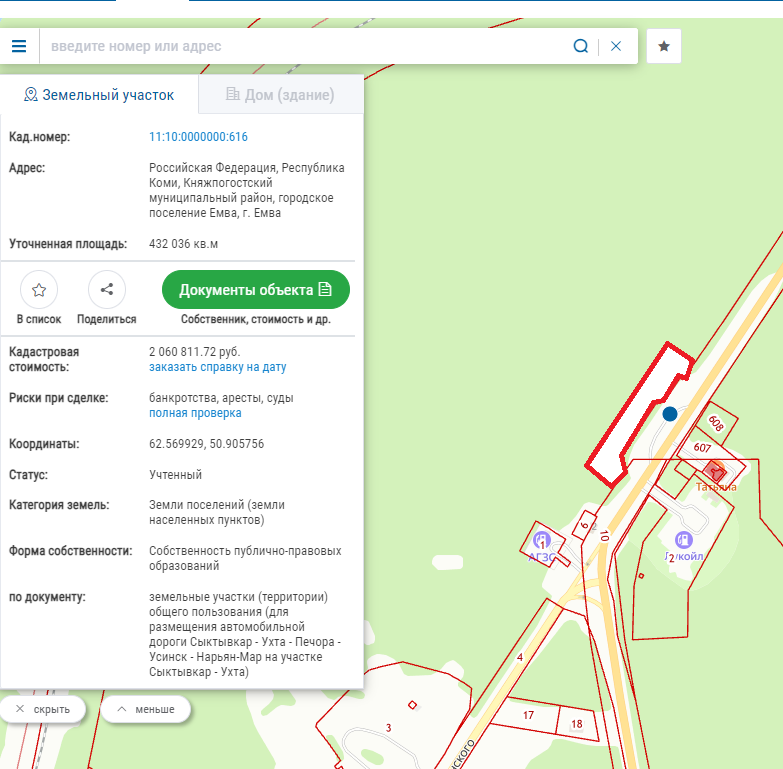 введите номер или адрес
Земельный участок
Дом (здание)
Кад.номер:
11:10:0000000:616
Адрес:
Российская Федерация, Республика
Коми, Княжпогостский
муниципальный район, городское
поселение Емва, г. Емва
Уточненная площадь:
432 036 кв.м
В список
Поделиться
Документы объекта
Собственник, стоимость и др.
Кадастровая
стоимость:
2 060 811.72 руб.
заказать справку на дату
Риски при сделке:
банкротства, аресты, суды
полная проверка
Координаты:
62.569929, 50.905756
Статус:
Учтенный
Категория земель:
Земли поселений (земли
населенных пунктов)
Форма собственности:
Собственность публично-правовых
образований
по документу:
земельные участки (территории)
общего пользования (для
размещения автомобильной
дороги Сыктывкар - Ухта - Печора -
Усинск - Нарьян-Мар на участке
Сыктывкар - Ухта)
скрыть
меньше
608
607
Татьяна
6
2
10
1
АГЗС
Лукойл
2
4
17
18
3
нского